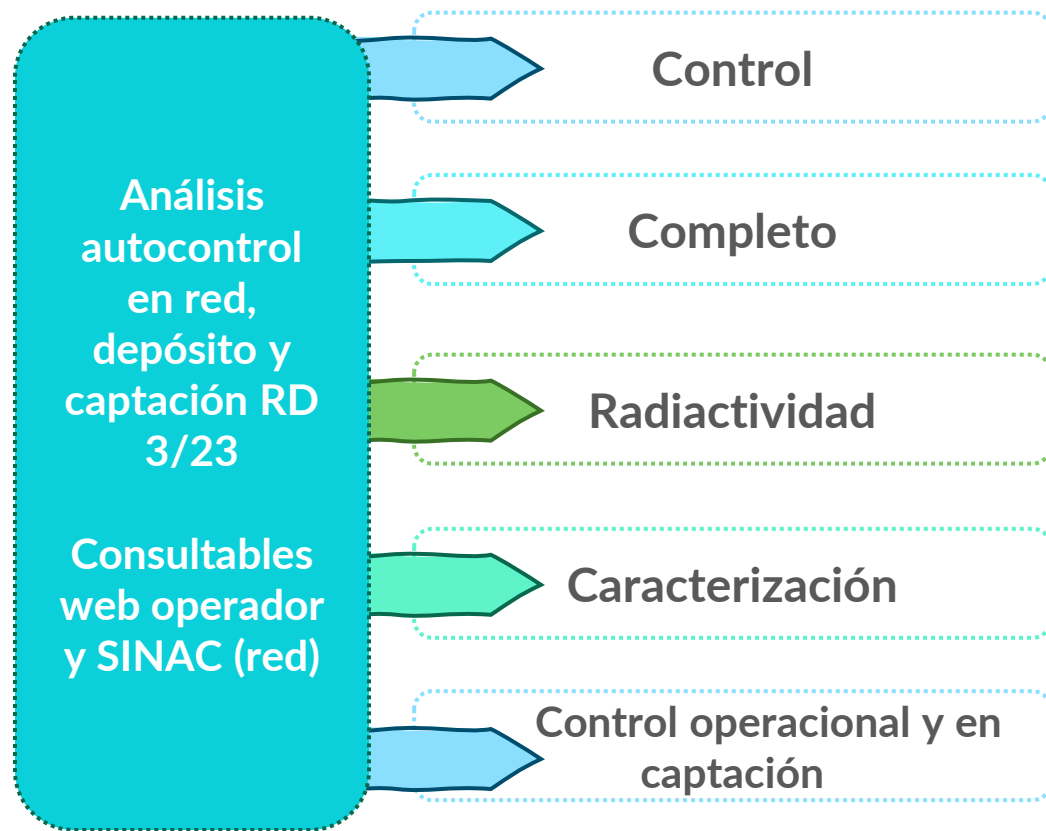 Análisis
autocontrol
en red,
depósito y
captación RD
3/23
Consultables
web operador
y SINAC (red)
Control
Completo
Radiactividad
Caracterización
Control operacional y en
captación